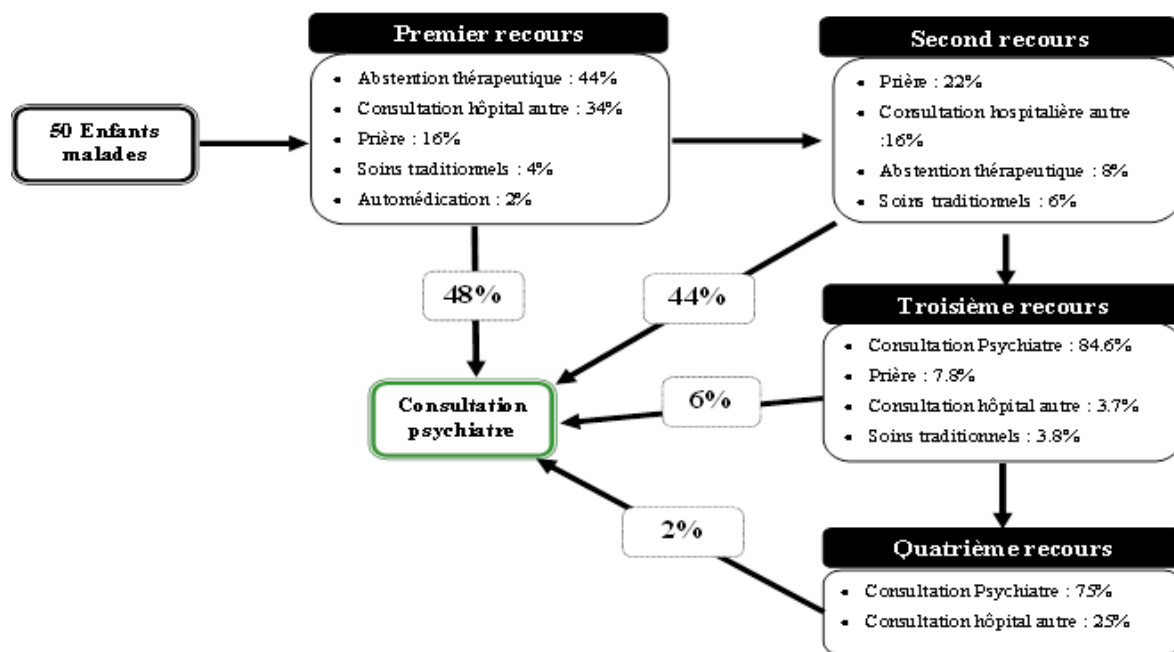 50 Enfants
malades
Premier recours
Abstention thérapeutique : 44%
Consultation hôpital autre : 34%
Prière : 16%
Soins traditionnels : 4%
Automédication : 2%
Second recours
Prière : 22%
Consultation hospitalière autre
:16%
Abstention thérapeutique : 8%
Soins traditionnels : 6%
48%
44%
Troisième recours
Consultation Psychiatre : 84.6%
Prière : 7.8%
Consultation hôpital autre : 3.7%
Soins traditionnels : 3.8%
6%
Consultation
psychiatre
2%
Quatrième recours
Consultation Psychiatre : 75%
Consultation hôpital autre : 25%